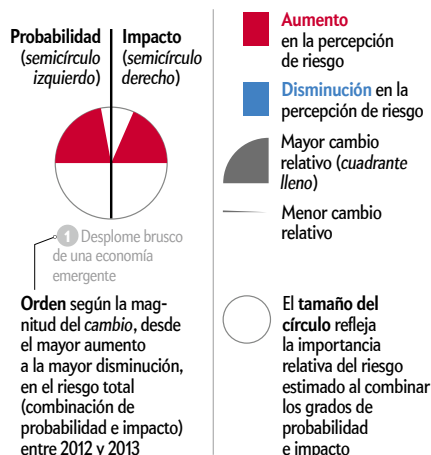 Probabilidad
(semicírculo
izquierdo)
Impacto
(semicírculo
derecho)
1 Desplome brusco
de una economía
emergente
Orden según la mag-
nitud del cambio, desde
el mayor aumento
a la mayor disminución,
en el riesgo total
(combinación de
probabilidad e impacto)
entre 2012 y 2013
Aumento
en la percepción
de riesgo
Disminución en la
percepción de riesgo
Mayor cambio
relativo (cuadrante
lleno)
Menor cambio
relativo
El tamaño del
círculo refleja
la importancia
relativa del riesgo
estimado al combinar
los grados de
probabilidad
e impacto